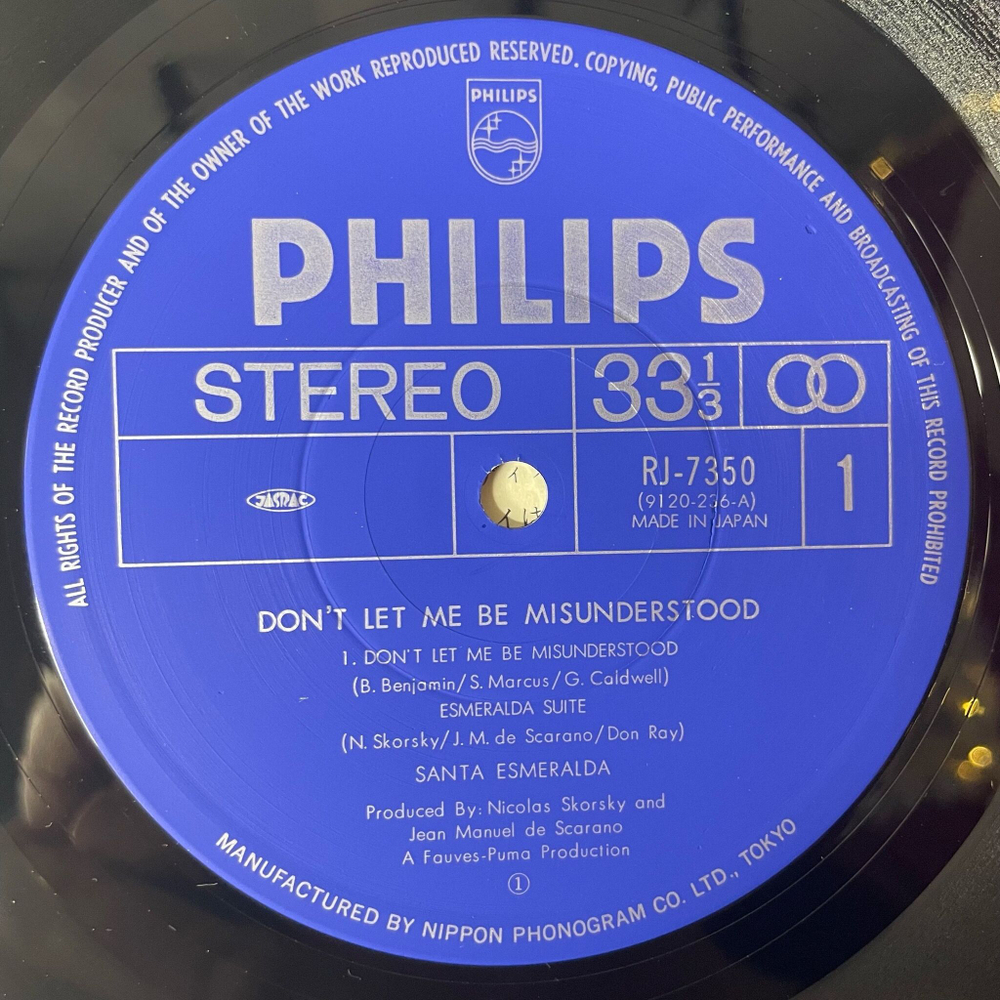 ALL RIGHTS OF THE RECORD PRODUCER AND OF THE OWNER OF THE WORK REPRODUCED RESERVED. COPYING, PUBLIC PERFORMANCE AND BROADCASTING OF THIS RECORD PROHIBITED
PHILIPS
PHILIPS
STEREO 33 1/3
JASRAC
RJ-7350 1
(9120-236-A)
MADE IN JAPAN
DON'T LET ME BE MISUNDERSTOOD
1. DON'T LET ME BE MISUNDERSTOOD
(B. Benjamin/S. Marcus/G. Caldwell)
ESMERALDA SUITE
(N. Skorsky/J. M. de Scarano/Don Ray)
SANTA ESMERALDA
Produced By: Nicolas Skorsky and
Jean Manuel de Scarano
A Fauves-Puma Production
①
MANUFACTURED BY NIPPON PHONOGRAM CO. LTD., TOKYO